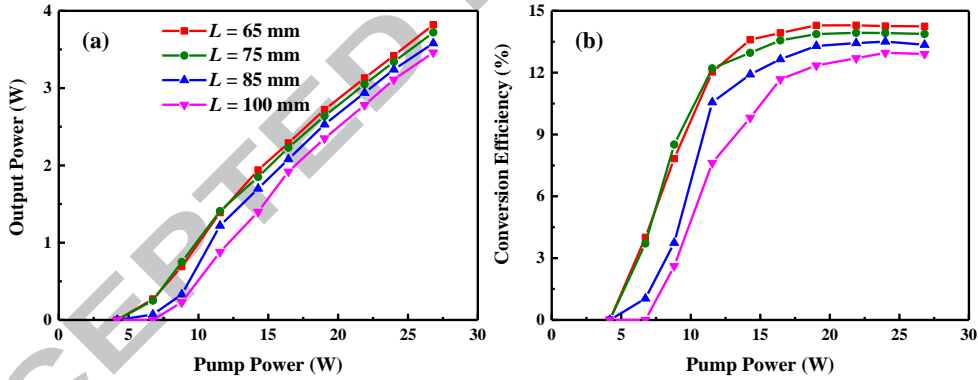 (a)
L = 65 mm
L = 75 mm
L = 85 mm
L = 100 mm
Output Power (W)
4
3
2
1
0
0 5 10 15 20 25 30
Pump Power (W)
(b)
Conversion Efficiency (%)
15
12
9
6
3
0
0 5 10 15 20 25 30
Pump Power (W)
CEPTED